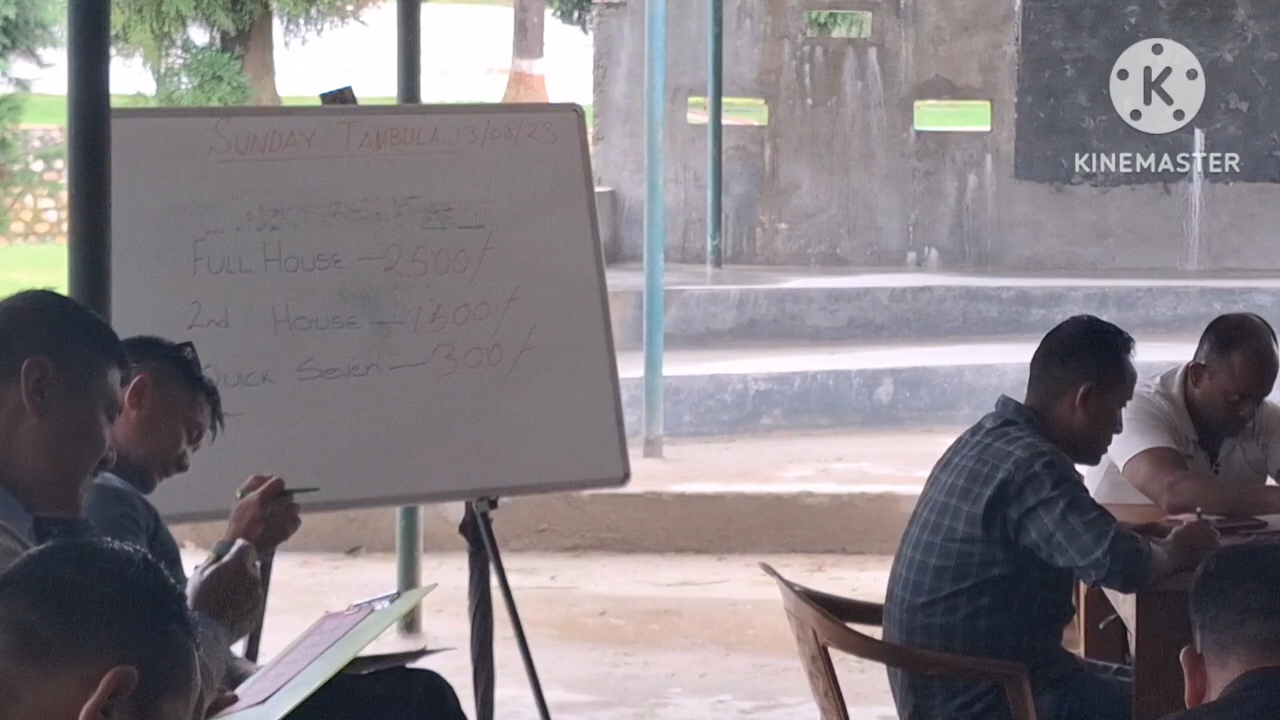 SUNDAY TAMBULA 13/08/23
FULL HOUSE — 2500/
2nd HOUSE — 1500/
QUICK SEVEN — 300/
K
KINEMASTER